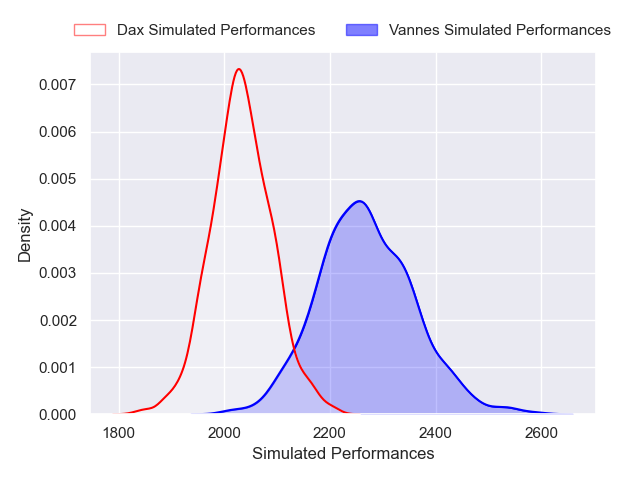 Dax Simulated Performances Vannes Simulated Performances
0.007
0.006
0.005
0.004
0.003
0.002
0.001
0.000
Density
1800 2000 2200 2400 2600
Simulated Performances